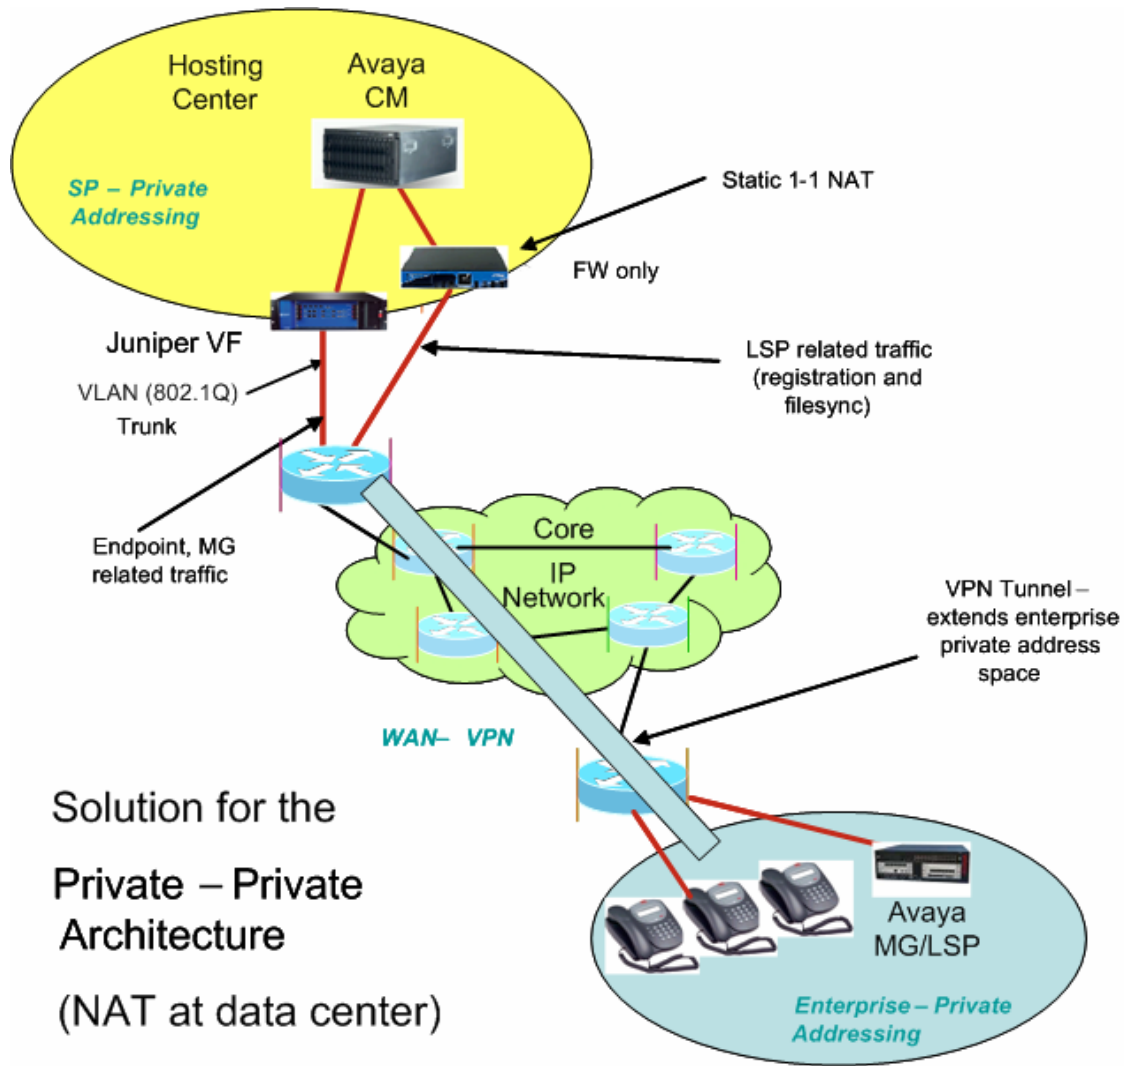 Hosting
Center
Avaya
CM
SP – Private
Addressing
Static 1-1 NAT
FW only
Juniper VF
VLAN (802.1Q)
Trunk
LSP related traffic
(registration and
filesync)
Endpoint, MG
related traffic
Core
IP
Network
VPN Tunnel –
extends enterprise
private address
space
WAN– VPN
Solution for the
Private – Private
Architecture
(NAT at data center)
Avaya
MG/LSP
Enterprise – Private
Addressing